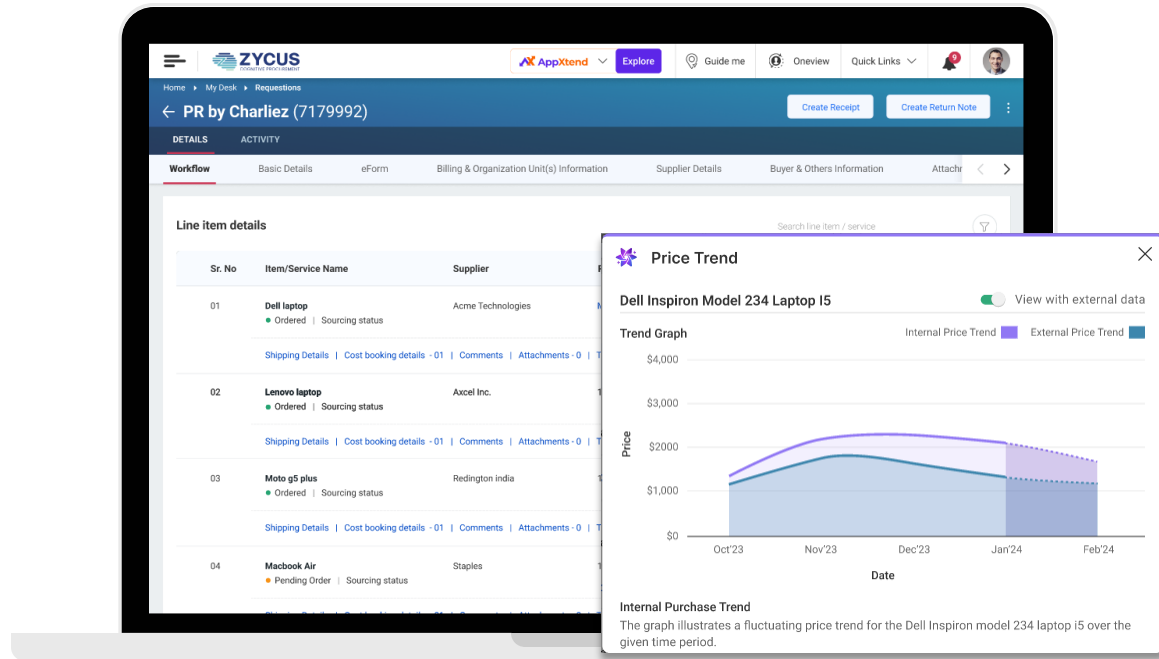 ZYCUS
COGNITIVE PROCUREMENT
AppXtend
Explore
Guide me
Oneview
Quick Links
9
Home
My Desk
Requestions
PR by Charliez (7179992)
Create Receipt
Create Return Note
DETAILS
ACTIVITY
Workflow
Basic Details
eForm
Billing & Organization Unit(s) Information
Supplier Details
Buyer & Others Information
Attachr
Line item details
Search line item / service
Sr. No
Item/Service Name
Supplier
01
Dell laptop
Acme Technologies
Ordered | Sourcing status
Shipping Details | Cost booking details - 01 | Comments | Attachments - 0 | T
02
Lenovo laptop
Axcel Inc.
Ordered | Sourcing status
Shipping Details | Cost booking details - 01 | Comments | Attachments - 0 | T
03
Moto g5 plus
Redington india
Ordered | Sourcing status
Shipping Details | Cost booking details - 01 | Comments | Attachments - 0 | T
04
Macbook Air
Staples
Pending Order | Sourcing status
Price Trend
Dell Inspiron Model 234 Laptop I5
View with external data
Trend Graph
Internal Price Trend
External Price Trend
$4,000
$3,000
$2000
$1,000
$0
Price
Oct'23
Nov'23
Dec'23
Jan'24
Feb'24
Date
Internal Purchase Trend
The graph illustrates a fluctuating price trend for the Dell Inspiron model 234 laptop i5 over the
given time period.